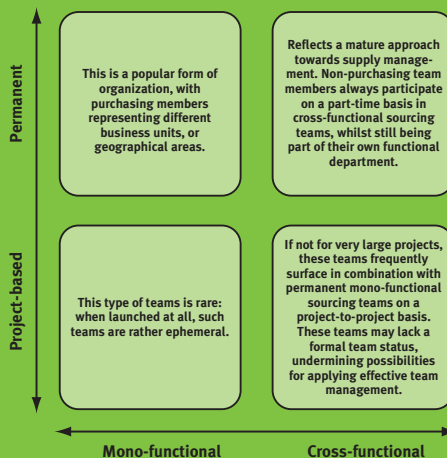 Permanent
This is a popular form of
organization, with
purchasing members
representing different
business units, or
geographical areas.
Reflects a mature approach
towards supply manage-
ment. Non-purchasing team
members always participate
on a part-time basis in
cross-functional sourcing
teams, whilst still being
part of their own functional
department.
Project-based
This type of teams is rare:
when launched at all, such
teams are rather ephemeral.
If not for very large projects,
these teams frequently
surface in combination with
permanent mono-functional
sourcing teams on a
project-to-project basis.
These teams may lack a
formal team status,
undermining possibilities
for applying effective team
management.
Mono-functional
Cross-functional